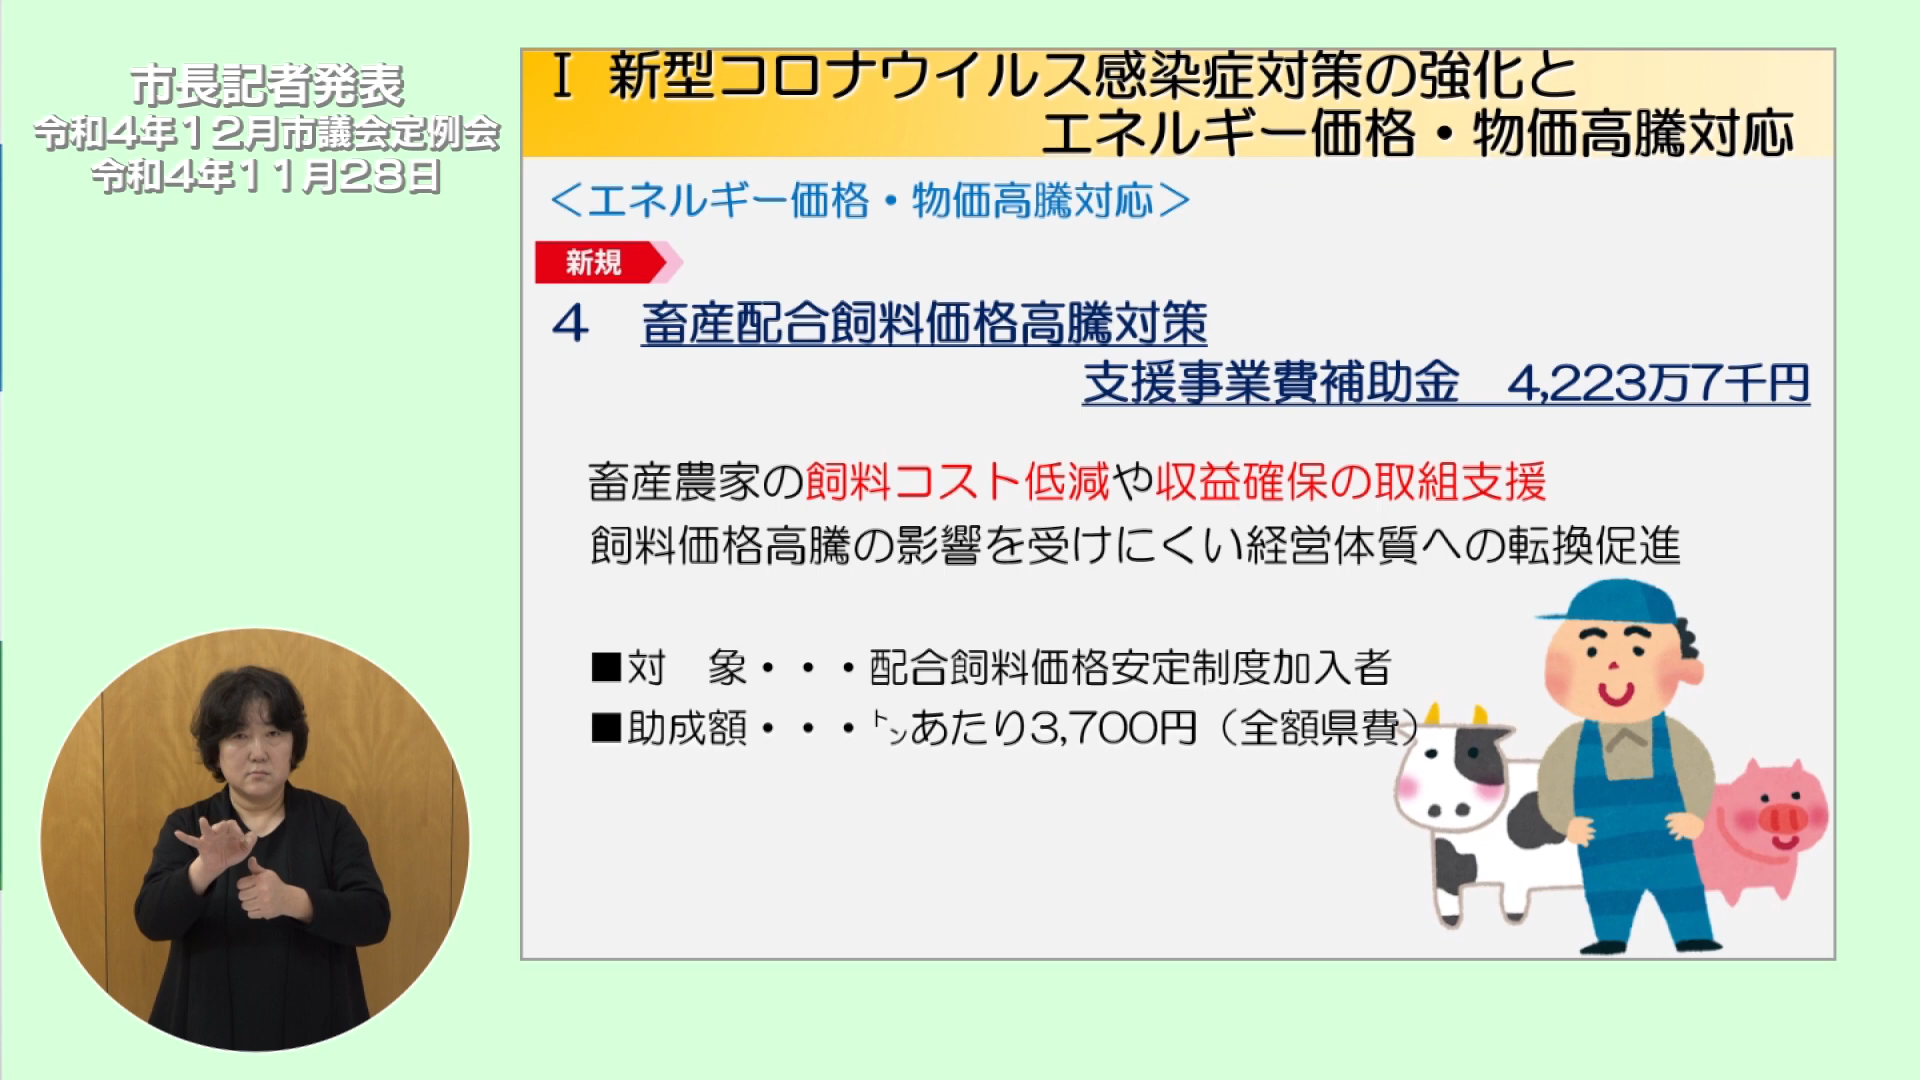 市長記者発表
令和4年12月市議会定例会
令和4年11月28日
Ⅰ 新型コロナウイルス感染症対策の強化と
エネルギー価格・物価高騰対応
＜エネルギー価格・物価高騰対応＞
新規
4　畜産配合飼料価格高騰対策
支援事業費補助金　4,223万7千円
畜産農家の飼料コスト低減や収益確保の取組支援
飼料価格高騰の影響を受けにくい経営体質への転換促進
■対　象・・・配合飼料価格安定制度加入者
■助成額・・・㌧あたり3,700円（全額県費）